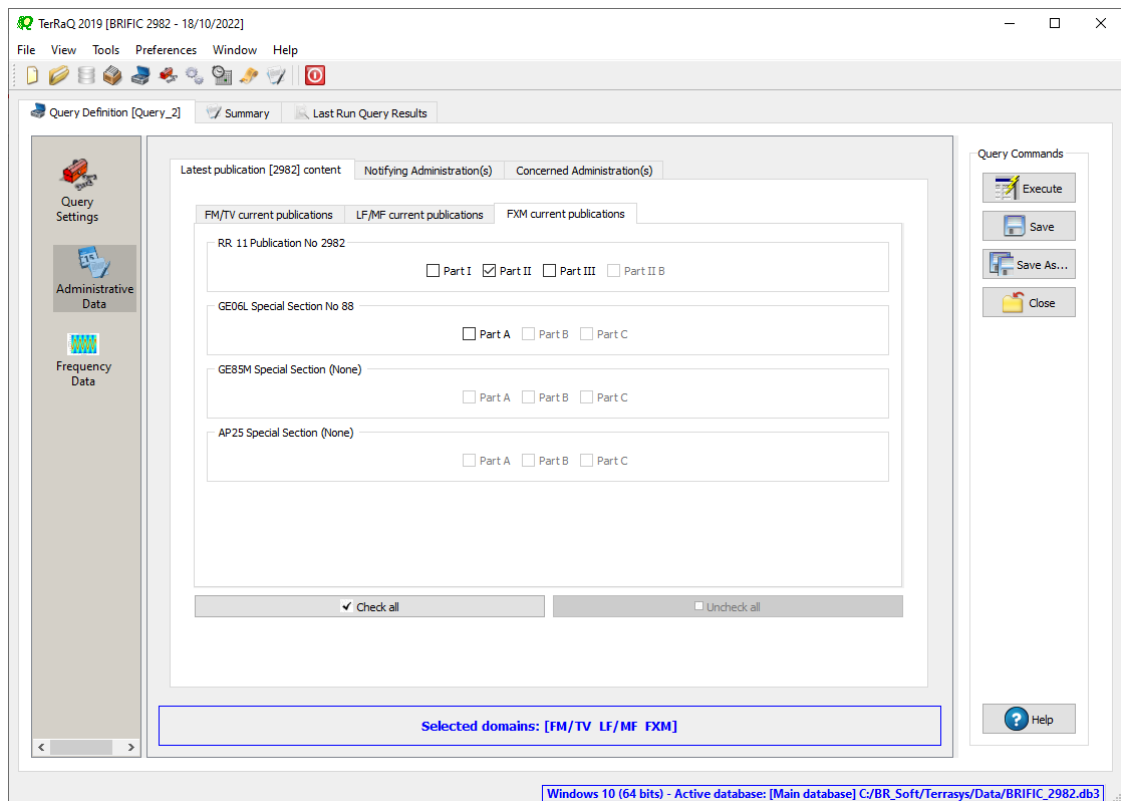 TerRaQ 2019 [BRIFIC 2982 - 18/10/2022]
File View Tools Preferences Window Help
Query Definition [Query_2] Summary Last Run Query Results
Query Settings
Administrative Data
Frequency Data
Latest publication [2982] content Notifying Administration(s) Concerned Administration(s)
FM/TV current publications LF/MF current publications FXM current publications
RR 11 Publication No 2982
Part I Part II Part III Part II B
GE06L Special Section No 88
Part A Part B Part C
GE85M Special Section (None)
Part A Part B Part C
AP25 Special Section (None)
Part A Part B Part C
Check all Uncheck all
Selected domains: [FM/TV LF/MF FXM]
Query Commands
Execute
Save
Save As...
Close
Help
Windows 10 (64 bits) - Active database: [Main database] C:/BR_Soft/Terrasys/Data/BRIFIC_2982.db3